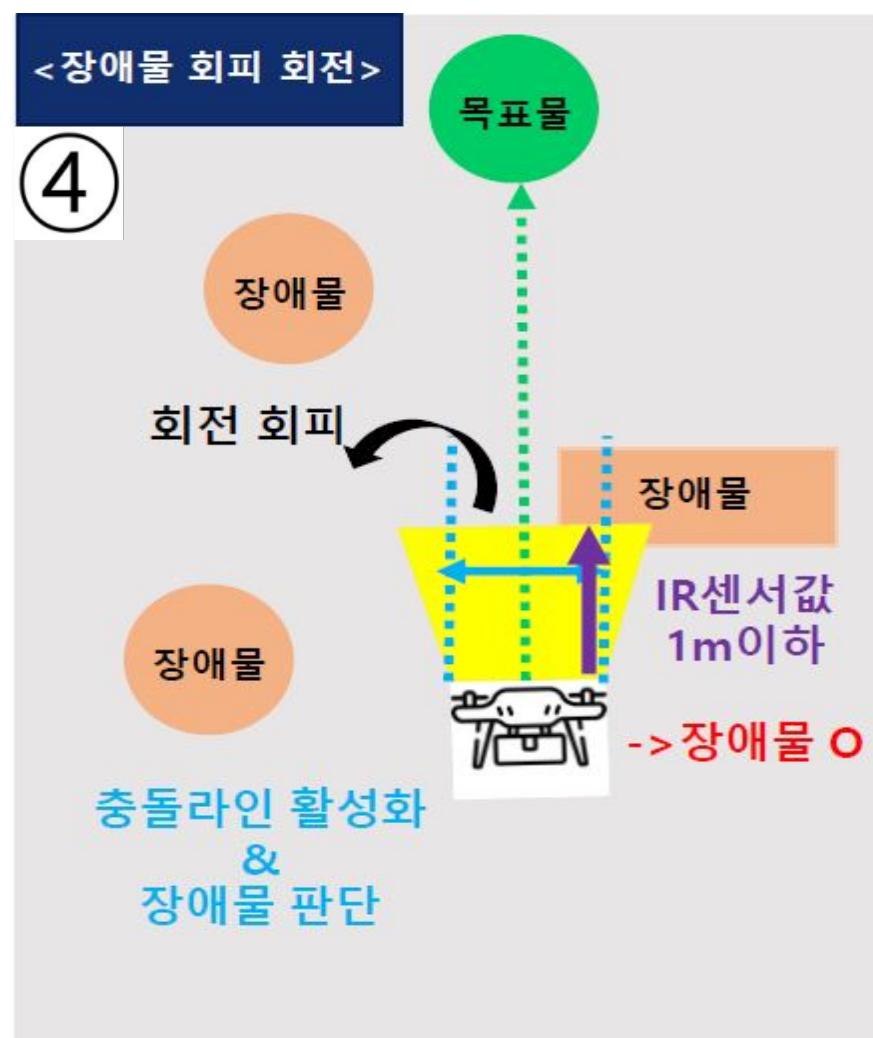 <장애물 회피 회전>
④
목표물
장애물
회전 회피
장애물
IR센서값
1m이하
장애물
->장애물 O
충돌라인 활성화
&
장애물 판단